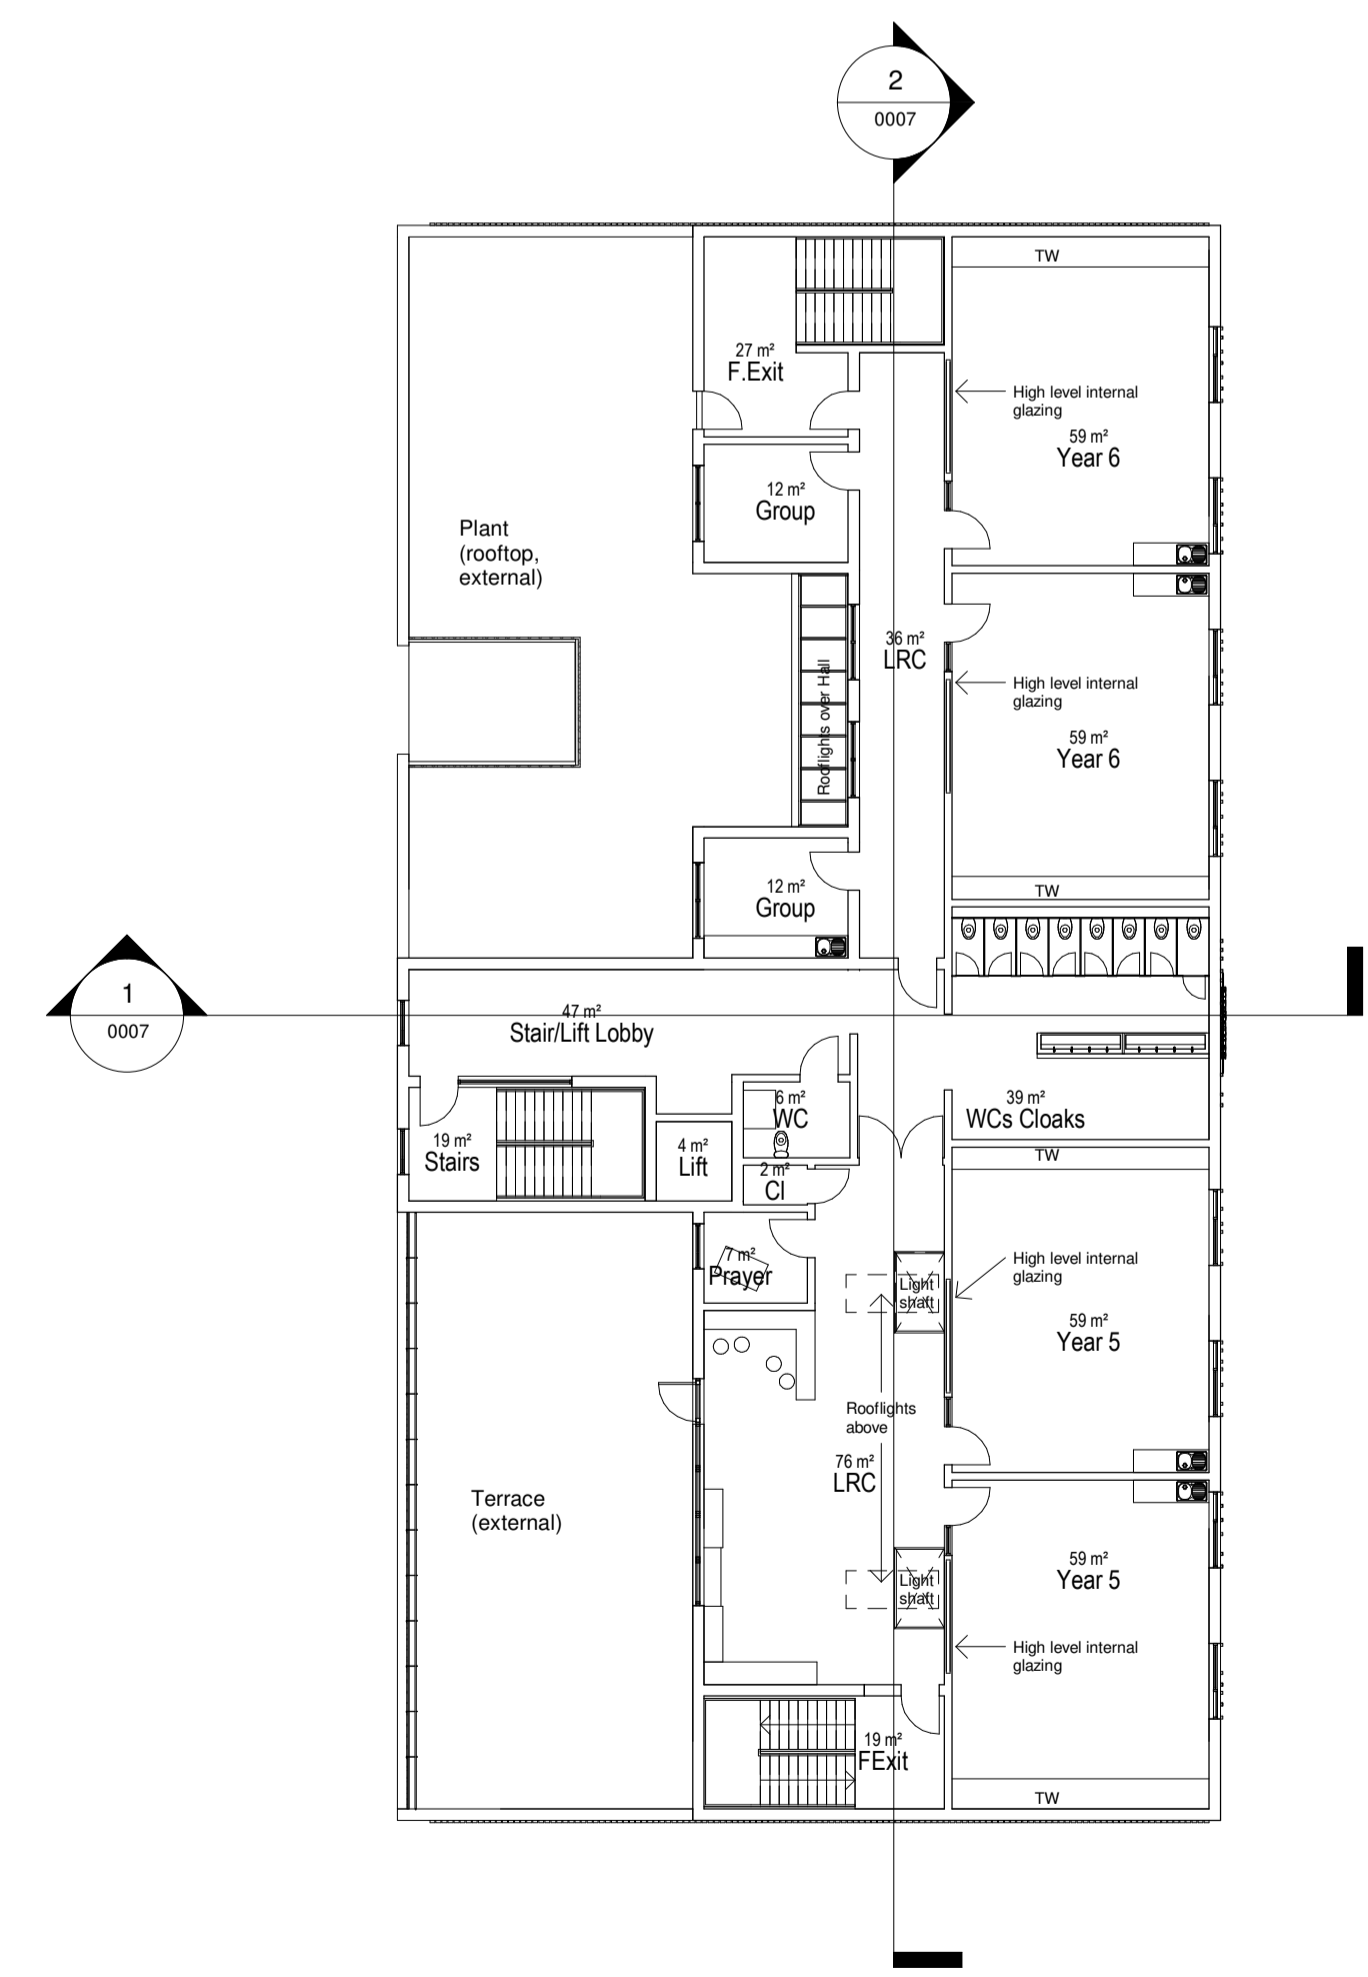 2
0007
TW
27 m²
F.Exit
High level internal
glazing
59 m²
Year 6
12 m²
Group
Plant
(rooftop,
external)
36 m²
LRC
Rooflights over Hall
High level internal
glazing
59 m²
Year 6
12 m²
Group
TW
1
0007
47 m²
Stair/Lift Lobby
6 m²
WC
39 m²
WCs Cloaks
19 m²
Stairs
4 m²
Lift
2 m²
Cl
TW
7 m²
Prayer
Light
shaft
High level internal
glazing
59 m²
Year 5
Rooflights
above
76 m²
LRC
Terrace
(external)
59 m²
Year 5
Light
shaft
High level internal
glazing
19 m²
FExit
TW